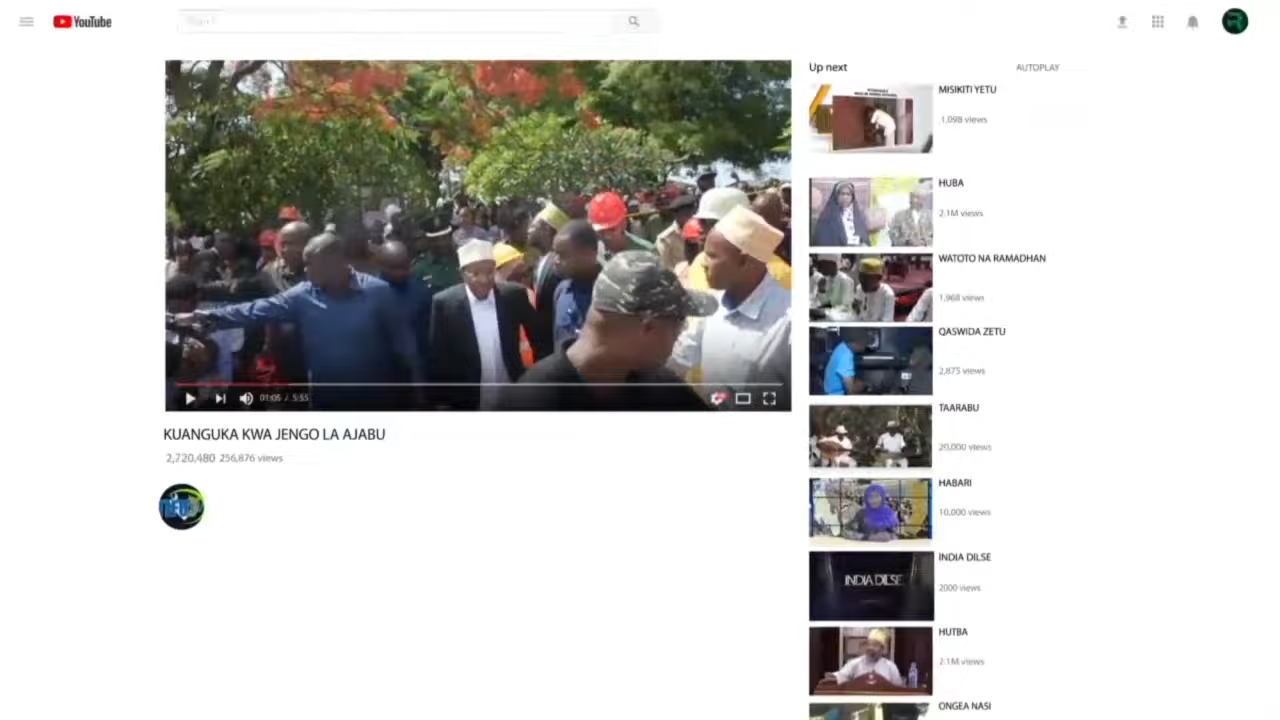 YouTube
KUANGUKA KWA JENGO LA AJABU
2,720,480 256,876 views
01:05 / 5:55
Up next
AUTOPLAY
MISIKITI YETU
1,098 views
HUBA
2.1M views
WATOTO NA RAMADHAN
1,968 views
QASWIDA ZETU
2,875 views
TAARABU
20,000 views
HABARI
10,000 views
INDIA DILSE
INDIA DILSE
2000 views
HUTBA
2.1M views
ONGEA NASI